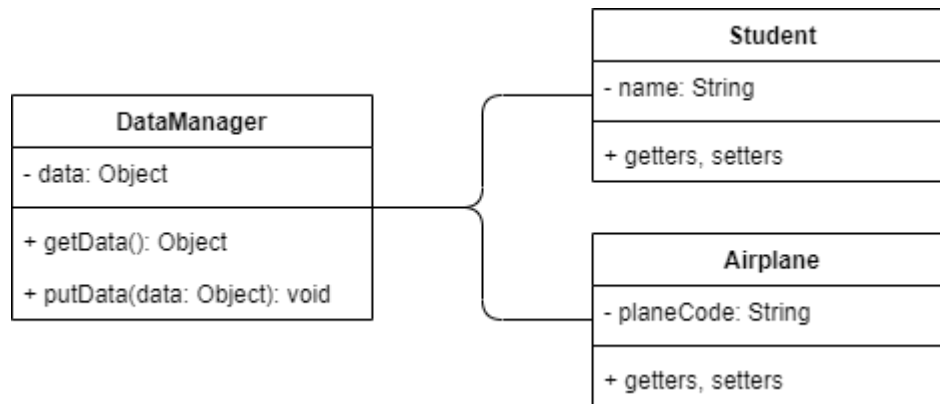 DataManager
- data: Object
+ getData(): Object
+ putData(data: Object): void
Student
- name: String
+ getters, setters
Airplane
- planeCode: String
+ getters, setters